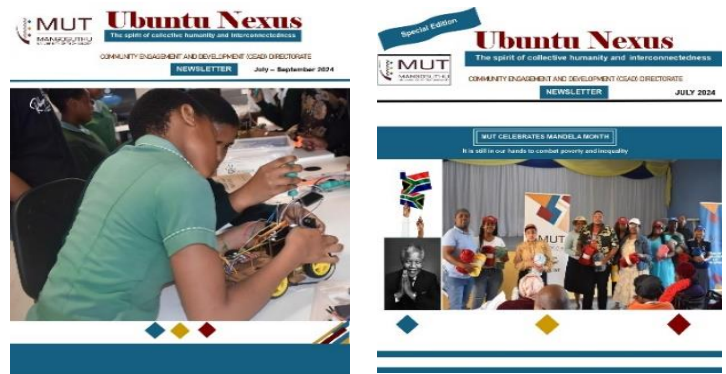 MUT
MANGOSUTHU
Ubuntu Nexus
The spirit of collective humanity and interconnectedness
COMMUNITY ENGAGEMENT AND DEVELOPMENT (CEAD) DIRECTORATE
NEWSLETTER July – September 2024
Special Edition
Ubuntu Nexus
The spirit of collective humanity and interconnectedness
MUT
MANGOSUTHU
COMMUNITY ENGAGEMENT AND DEVELOPMENT (CEAD) DIRECTORATE
NEWSLETTER JULY 2024
MUT CELEBRATES MANDELA MONTH
It is still in our hands to combat poverty and inequality
MUT